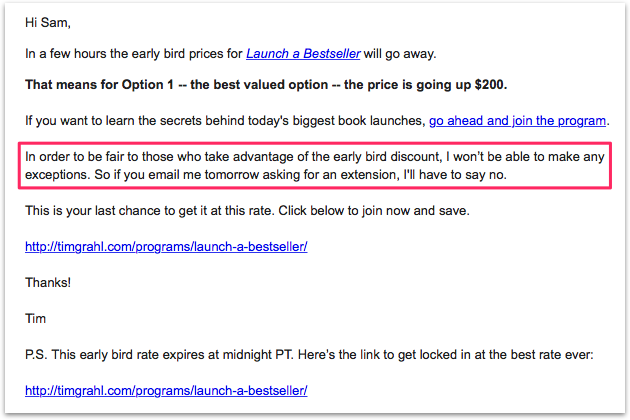 Hi Sam,
In a few hours the early bird prices for Launch a Bestseller will go away.
That means for Option 1 -- the best valued option -- the price is going up $200.
If you want to learn the secrets behind today's biggest book launches, go ahead and join the program.
In order to be fair to those who take advantage of the early bird discount, I won’t be able to make any
exceptions. So if you email me tomorrow asking for an extension, I'll have to say no.
This is your last chance to get it at this rate. Click below to join now and save.
http://timgrahl.com/programs/launch-a-bestseller/
Thanks!
Tim
P.S. This early bird rate expires at midnight PT. Here’s the link to get locked in at the best rate ever:
http://timgrahl.com/programs/launch-a-bestseller/